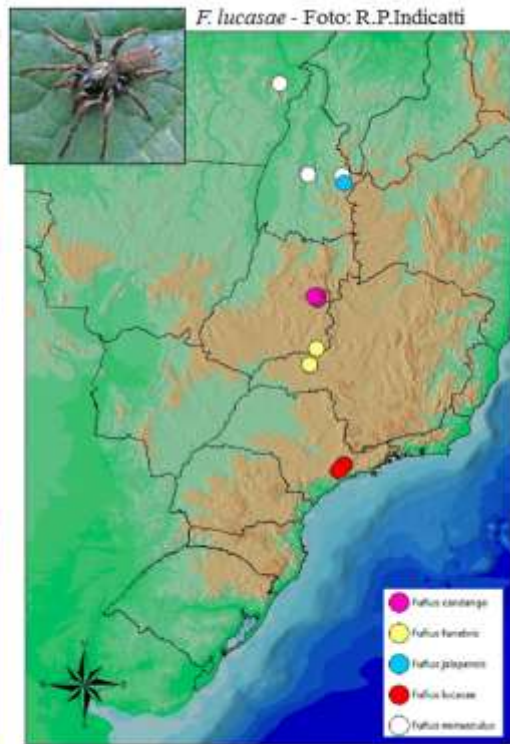 F. lucasae - Foto: R.P.Indicatti
Fufius candango
Fufius funebris
Fufius jalapensis
Fufius lucasae
Fufius minusculus